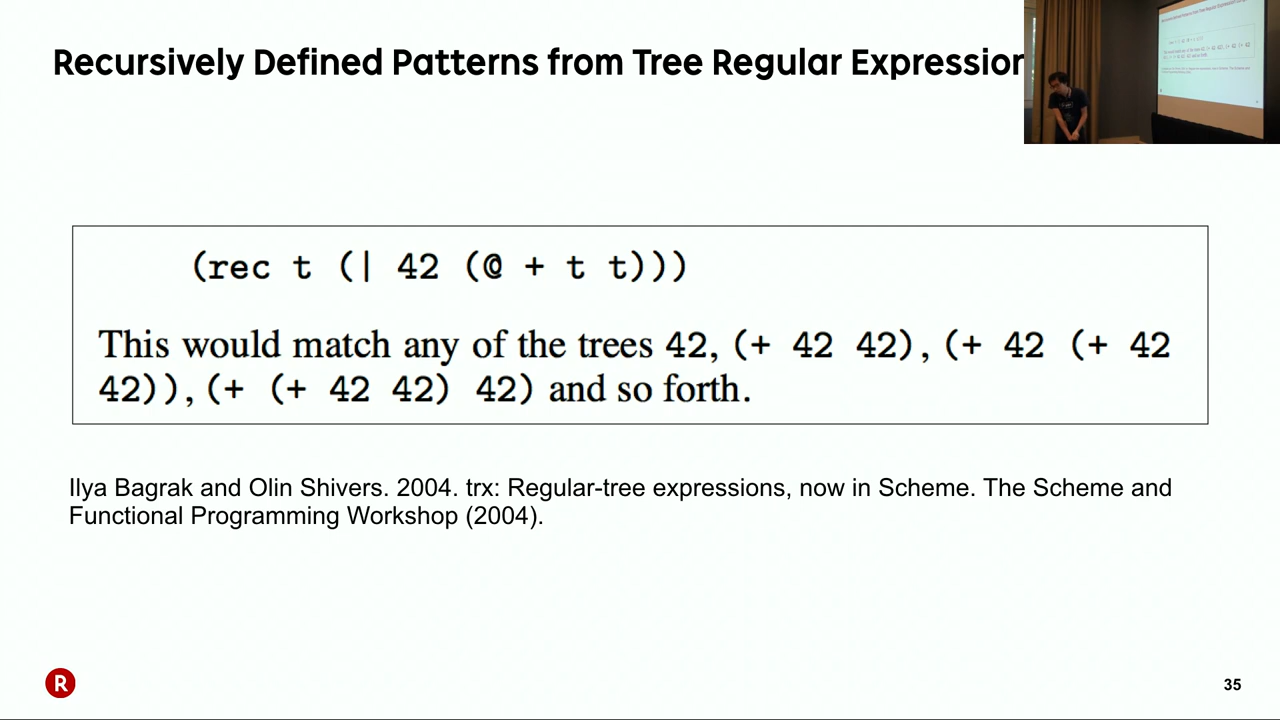 Recursively Defined Patterns from Tree Regular Expression
(rec t (| 42 (@ + t t)))
This would match any of the trees 42, (+ 42 42), (+ 42 (+ 42
42)), (+ (+ 42 42) 42) and so forth.
Ilya Bagrak and Olin Shivers. 2004. trx: Regular-tree expressions, now in Scheme. The Scheme and
Functional Programming Workshop (2004).
R
35